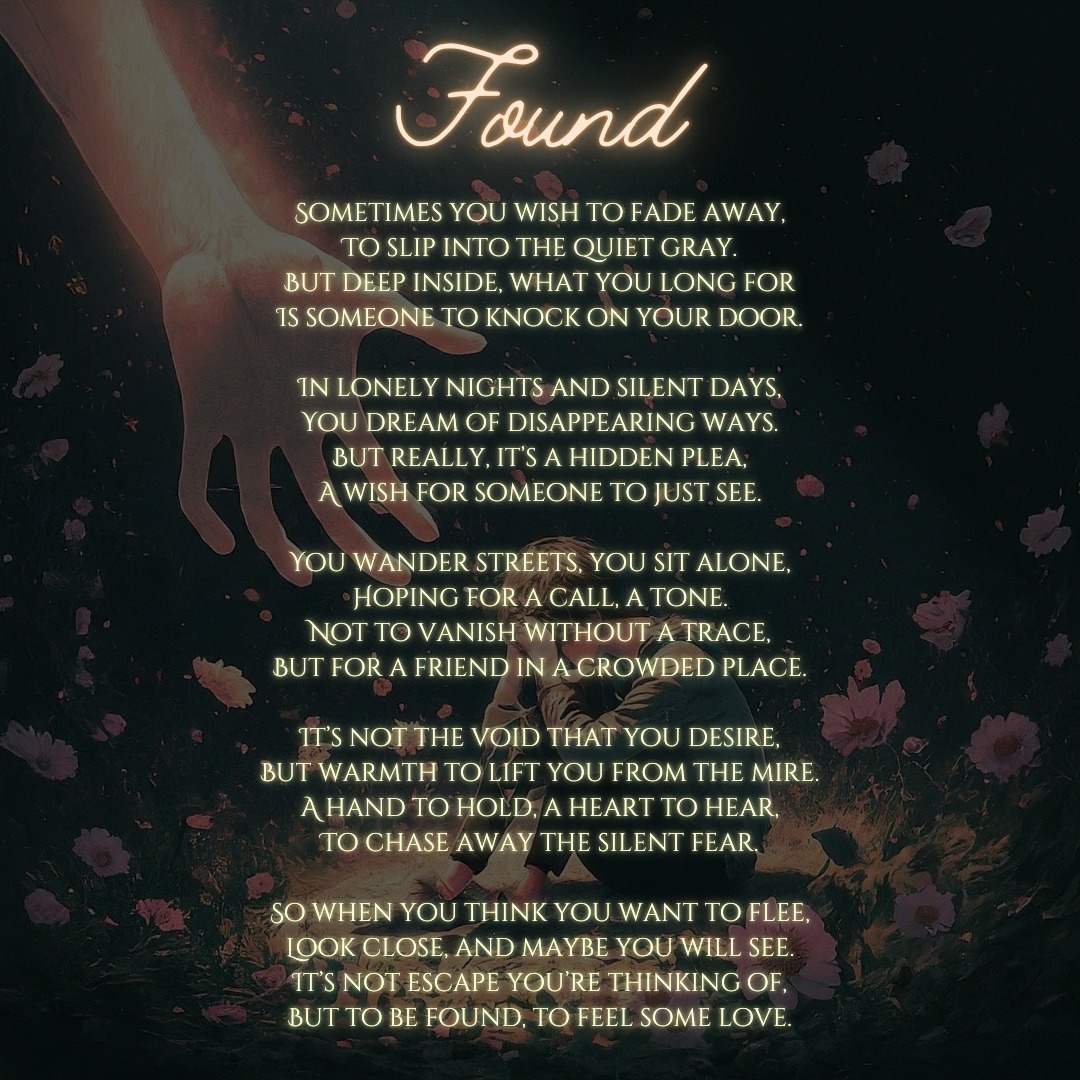 Found
Sometimes you wish to fade away,
To slip into the quiet gray.
But deep inside, what you long for
Is someone to knock on your door.
In lonely nights and silent days,
You dream of disappearing ways.
But really, it's a hidden plea,
A wish for someone to just see.
You wander streets, you sit alone,
Hoping for a call, a tone.
Not to vanish without a trace,
But for a friend in a crowded place.
It's not the void that you desire,
But warmth to lift you from the mire.
A hand to hold, a heart to hear,
To chase away the silent fear.
So when you think you want to flee,
Look close, and maybe you will see.
It's not escape you're thinking of,
But to be found, to feel some love.